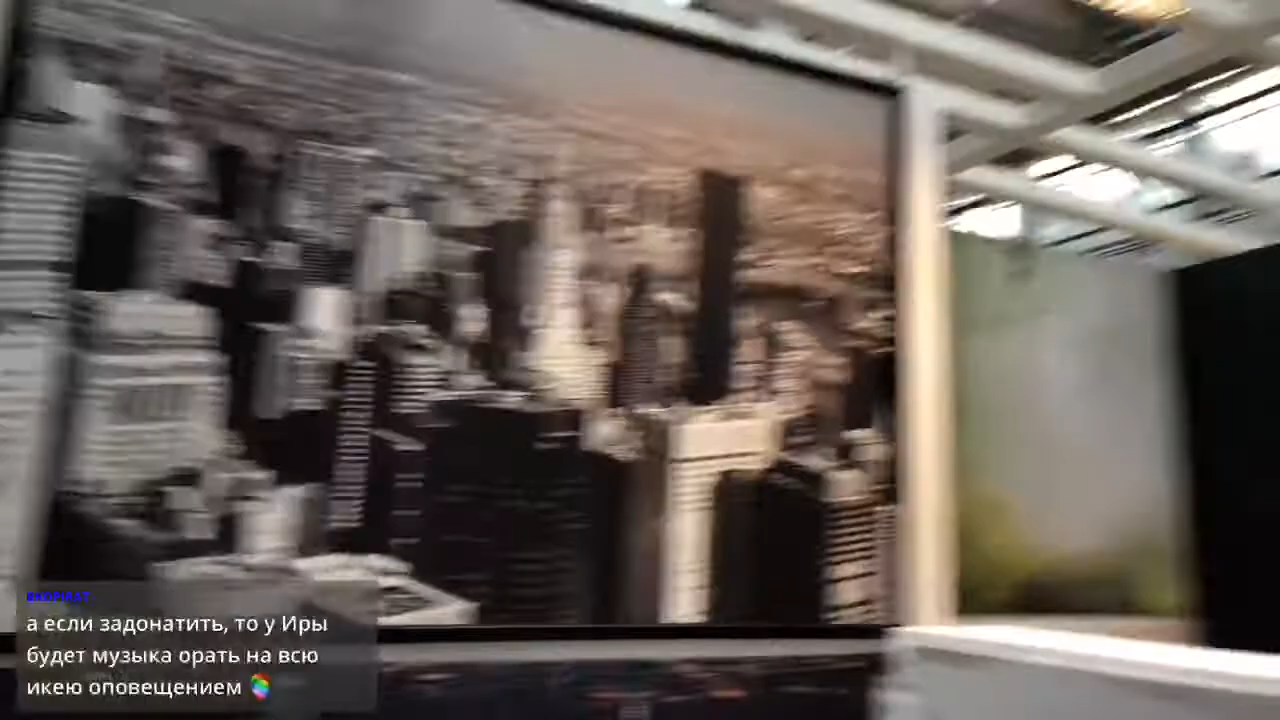 а если задонатить, то у Иры
будет музыка орать на всю
икею оповещением